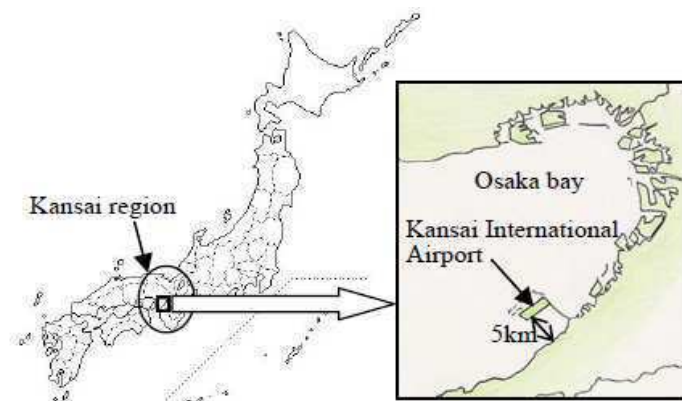 Kansai region
Osaka bay
Kansai International
Airport
5km